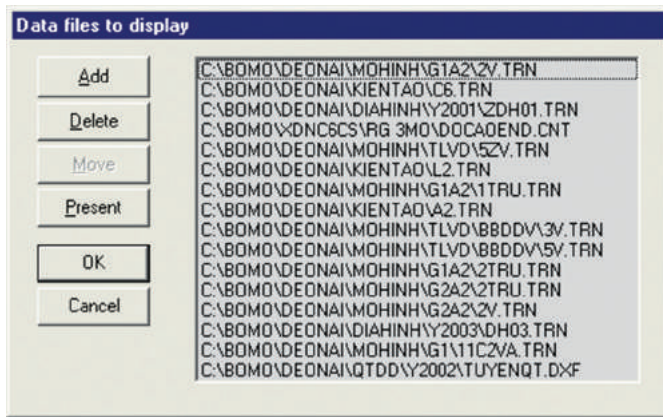 Data files to display
Add
Delete
Move
Present
OK
Cancel
C:\BOMO\DEONAI\MOHINH\G1A2\2V.TRN
C:\BOMO\DEONAI\KIENTAO\C6.TRN
C:\BOMO\DEONAI\DIAHINH\Y2001\ZDH01.TRN
C:\BOMO\XDNC6CS\RG 3MO\DOCAOEND.CNT
C:\BOMO\DEONAI\MOHINH\TLVD\5ZV.TRN
C:\BOMO\DEONAI\KIENTAO\L2.TRN
C:\BOMO\DEONAI\MOHINH\G1A2\1TRU.TRN
C:\BOMO\DEONAI\KIENTAO\A2.TRN
C:\BOMO\DEONAI\MOHINH\TLVD\BBDDV\3V.TRN
C:\BOMO\DEONAI\MOHINH\TLVD\BBDDV\5V.TRN
C:\BOMO\DEONAI\MOHINH\G1A2\2TRU.TRN
C:\BOMO\DEONAI\MOHINH\G2A2\2TRU.TRN
C:\BOMO\DEONAI\MOHINH\G2A2\2V.TRN
C:\BOMO\DEONAI\DIAHINH\Y2003\DH03.TRN
C:\BOMO\DEONAI\MOHINH\G1\11C2VA.TRN
C:\BOMO\DEONAI\QTDD\Y2002\TUYENQT.DXF